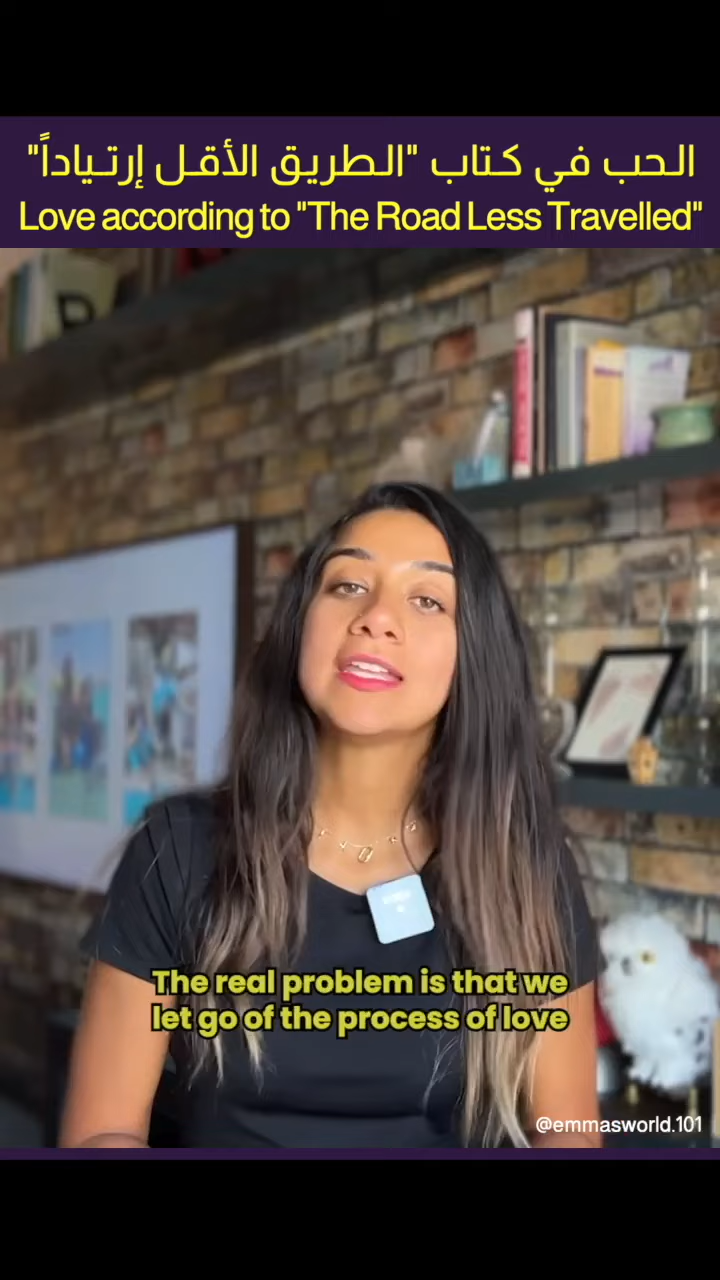 الحب في كتاب "الطريق الأقل إرتياداً"
Love according to "The Road Less Travelled"
The real problem is that we
let go of the process of love
@emmasworld.101